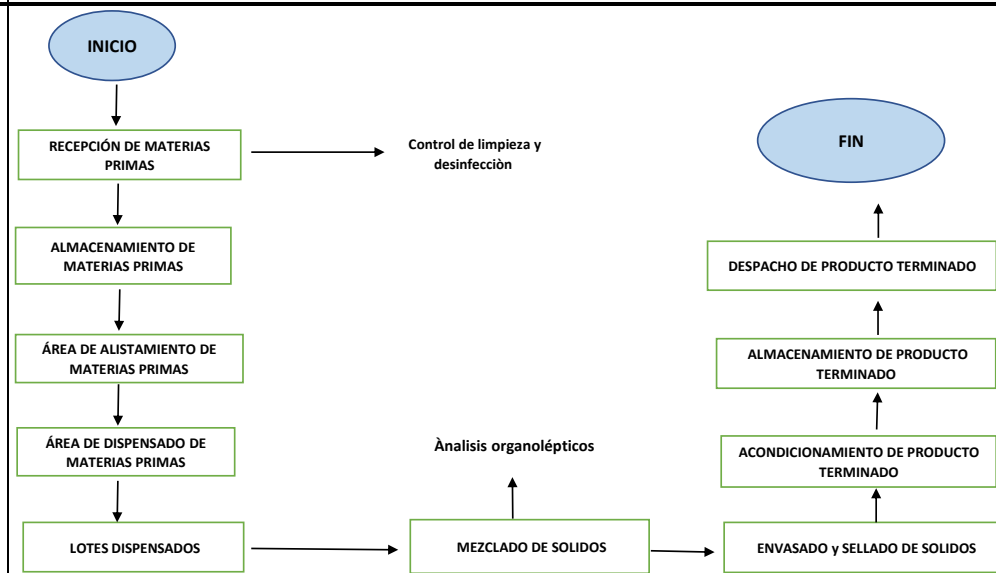 INICIO
RECEPCIÓN DE MATERIAS
PRIMAS
Control de limpieza y
desinfecciòn
ALMACENAMIENTO DE
MATERIAS PRIMAS
ÁREA DE ALISTAMIENTO DE
MATERIAS PRIMAS
ÁREA DE DISPENSADO DE
MATERIAS PRIMAS
LOTES DISPENSADOS
Ànalisis organolépticos
MEZCLADO DE SOLIDOS
ENVASADO y SELLADO DE SOLIDOS
ACONDICIONAMIENTO DE PRODUCTO
TERMINADO
ALMACENAMIENTO DE PRODUCTO
TERMINADO
DESPACHO DE PRODUCTO TERMINADO
FIN